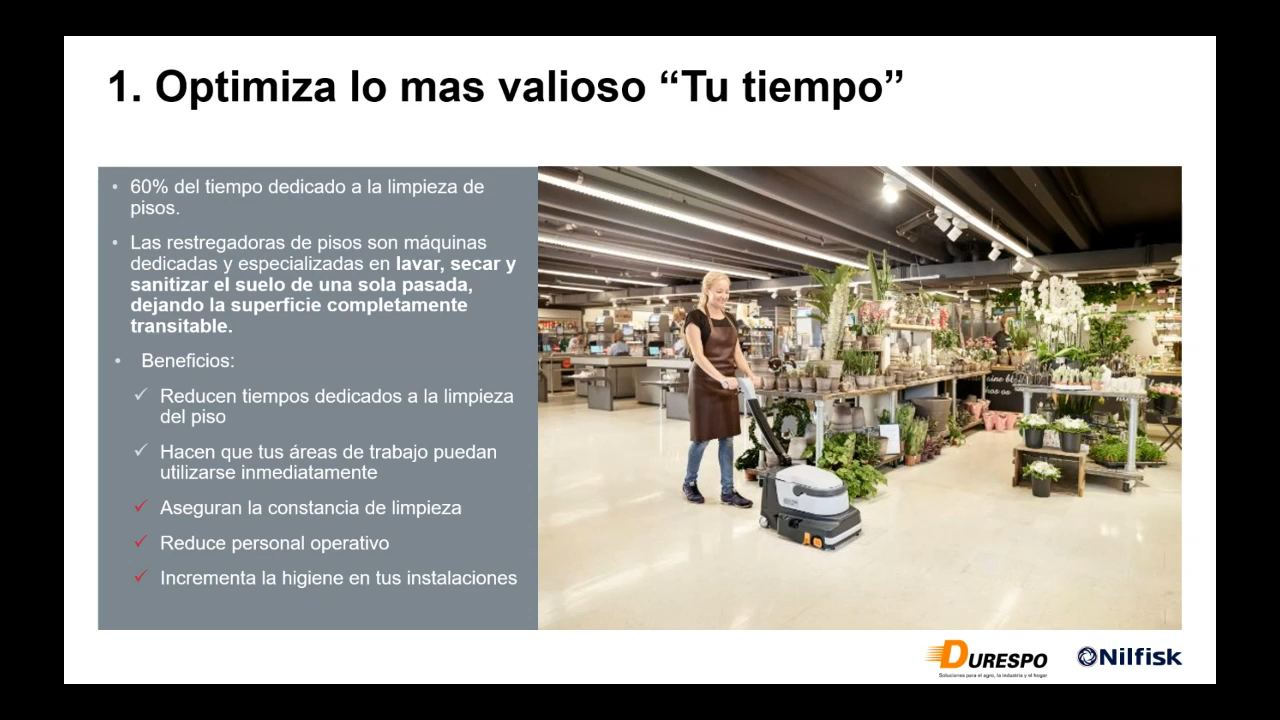 1. Optimiza lo mas valioso “Tu tiempo”
• 60% del tiempo dedicado a la limpieza de
pisos.
• Las restregadoras de pisos son máquinas
dedicadas y especializadas en lavar, secar y
sanitizar el suelo de una sola pasada,
dejando la superficie completamente
transitable.
• Beneficios:
✓ Reducen tiempos dedicados a la limpieza
del piso
✓ Hacen que tus áreas de trabajo puedan
utilizarse inmediatamente
✓ Aseguran la constancia de limpieza
✓ Reduce personal operativo
✓ Incrementa la higiene en tus instalaciones
DURESPO
Soluciones para el agro, la industria y el hogar
Nilfisk